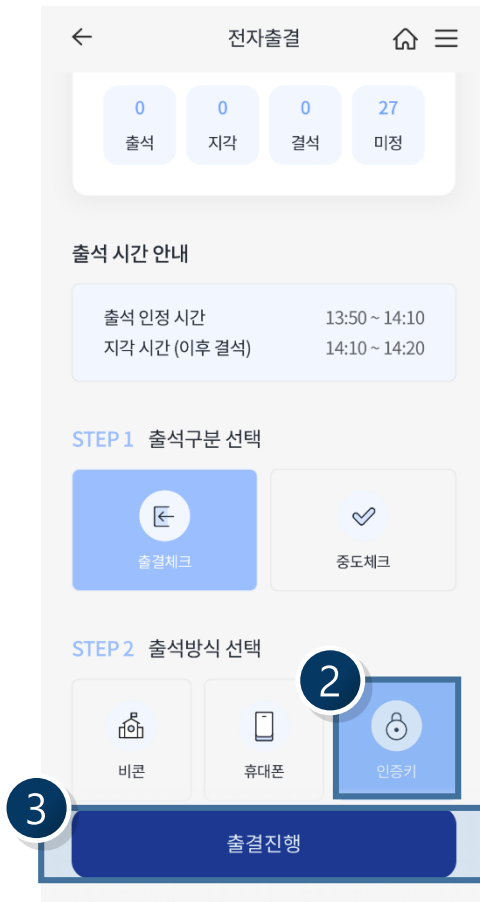 전자출결
0 0 0 27
출석 지각 결석 미정
출석 시간 안내
출석 인정 시간 13:50 ~ 14:10
지각 시간 (이후 결석) 14:10 ~ 14:20
STEP 1 출석구분 선택
출결체크 중도체크
STEP 2 출석방식 선택
2
비콘 휴대폰 인증키
3
출결진행